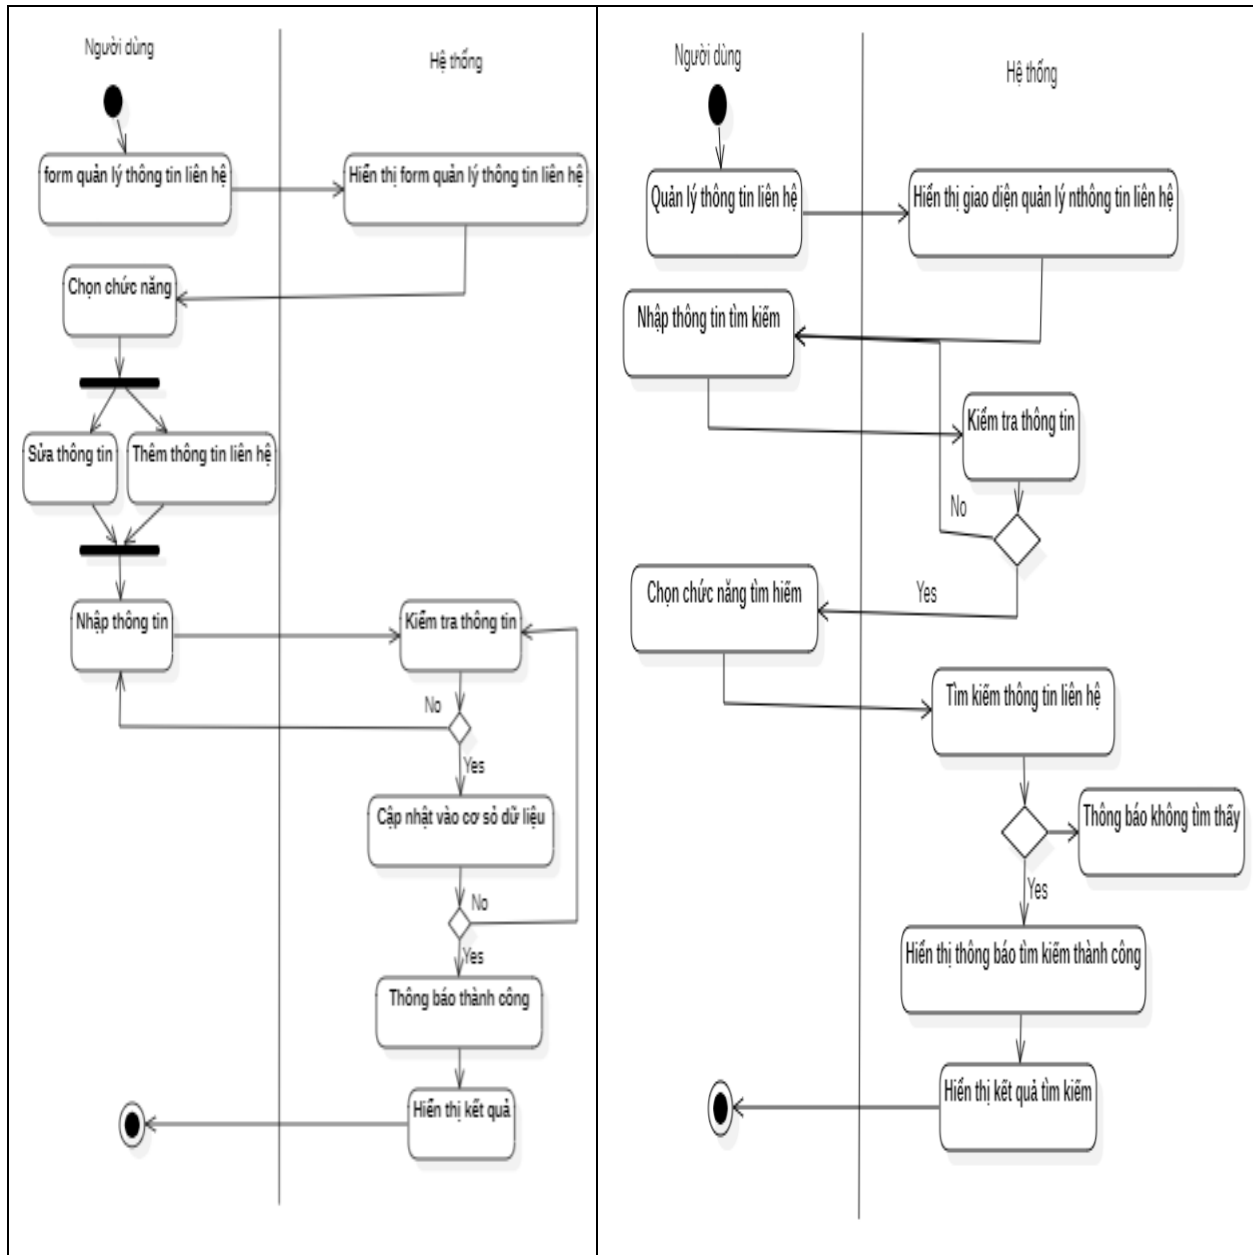 Người dùng
Hệ thống
form quản lý thông tin liên hệ
Hiển thị form quản lý thông tin liên hệ
Chọn chức năng
Sửa thông tin
Thêm thông tin liên hệ
Nhập thông tin
Kiểm tra thông tin
No
Yes
Cập nhật vào cơ sỏ dữ liệu
No
Yes
Thông báo thành công
Hiển thị kết quả
Người dùng
Hệ thống
Quản lý thông tin liên hệ
Hiển thị giao diện quản lý nthông tin liên hệ
Nhập thông tin tìm kiếm
Kiểm tra thông tin
No
Chọn chức năng tìm hiếm
Yes
Tìm kiếm thông tin liên hệ
Thông báo không tìm thấy
Yes
Hiển thị thông báo tìm kiếm thành công
Hiển thị kết quả tìm kiếm